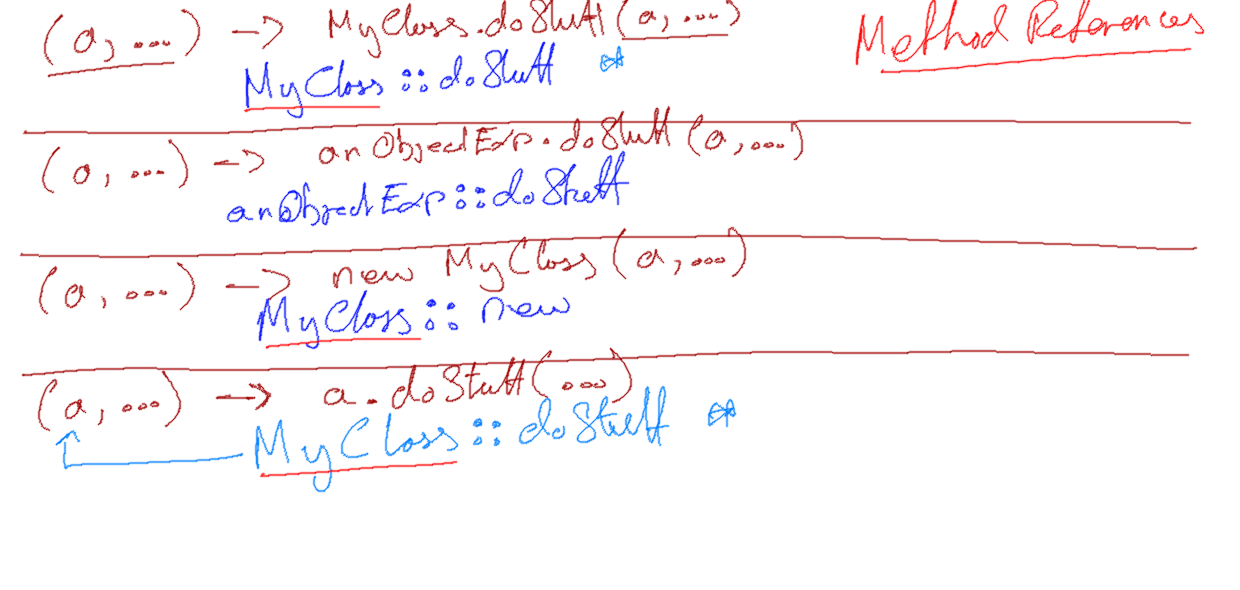 (a, ...) -> MyClass.doStuff(a, ...)
Method References
MyClass :: doStuff *
(a, ...) -> anObjectExp.doStuff(a, ...)
anObjectExp :: doStuff
(a, ...) -> new MyClass(a, ...)
MyClass :: new
(a, ...) -> a.doStuff(...)
MyClass :: doStuff *